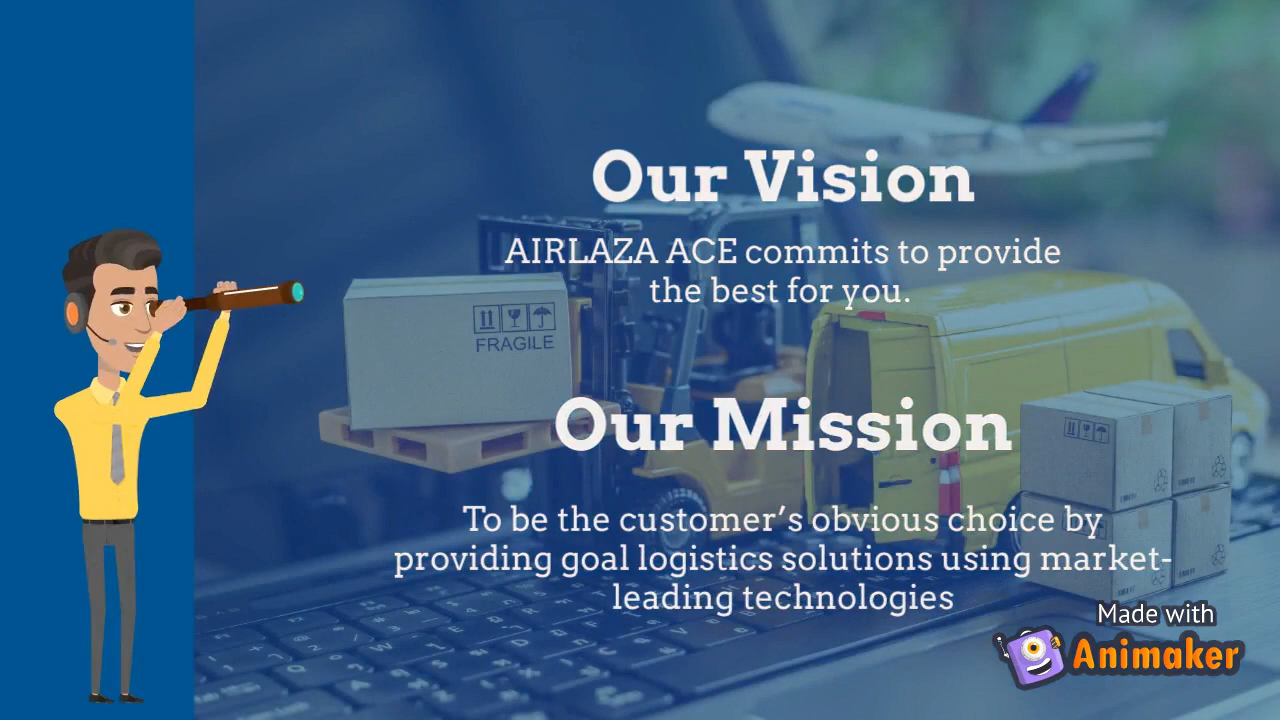 Our Vision
AIRLAZA ACE commits to provide
the best for you.
FRAGILE
Our Mission
To be the customer’s obvious choice by
providing goal logistics solutions using market-
leading technologies
Made with
Animaker